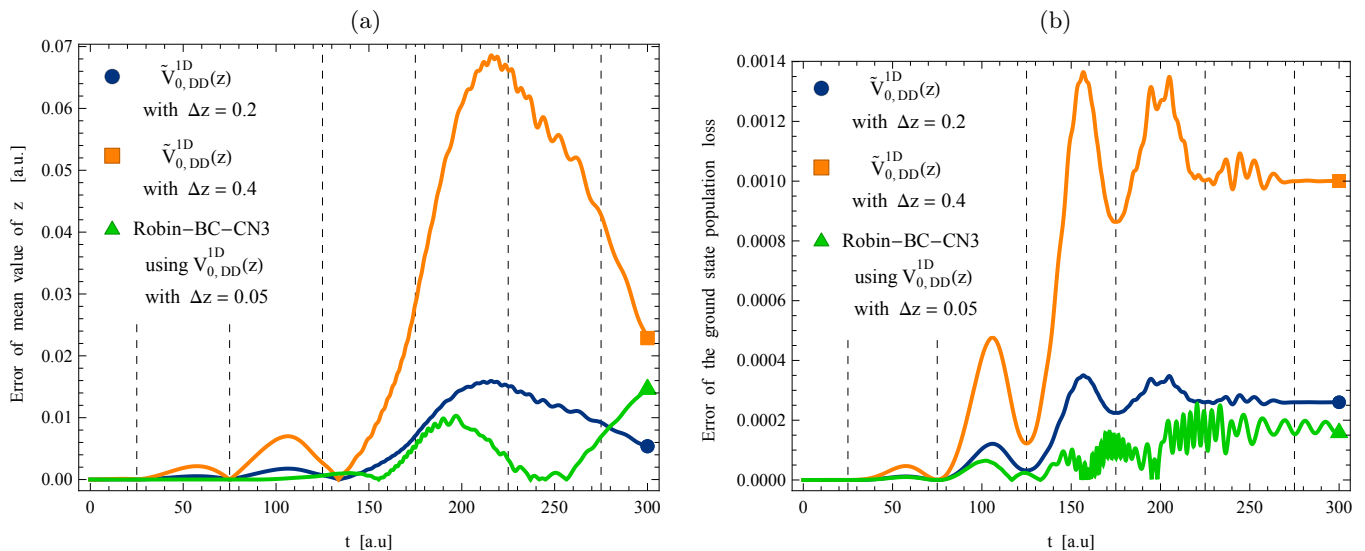 (a)
Error of mean value of z [a.u.]
0.07
0.06
0.05
0.04
0.03
0.02
0.01
0.00
Ṽ₀,DD¹ᴰ(z)
with Δz = 0.2
Ṽ₀,DD¹ᴰ(z)
with Δz = 0.4
Robin−BC−CN3
using V₀,DD¹ᴰ(z)
with Δz = 0.05
0 50 100 150 200 250 300
t [a.u]
(b)
Error of the ground state population loss
0.0014
0.0012
0.0010
0.0008
0.0006
0.0004
0.0002
0.0000
Ṽ₀,DD¹ᴰ(z)
with Δz = 0.2
Ṽ₀,DD¹ᴰ(z)
with Δz = 0.4
Robin−BC−CN3
using V₀,DD¹ᴰ(z)
with Δz = 0.05
0 50 100 150 200 250 300
t [a.u]